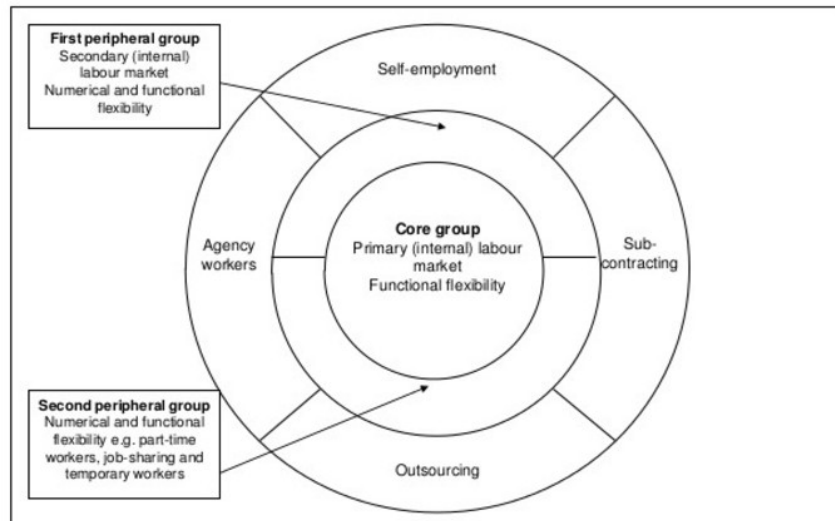 First peripheral group
Secondary (internal)
labour market
Numerical and functional
flexibility
Self-employment
Agency
workers
Core group
Primary (internal) labour
market
Functional flexibility
Sub-
contracting
Second peripheral group
Numerical and functional
flexibility e.g. part-time
workers, job-sharing and
temporary workers
Outsourcing